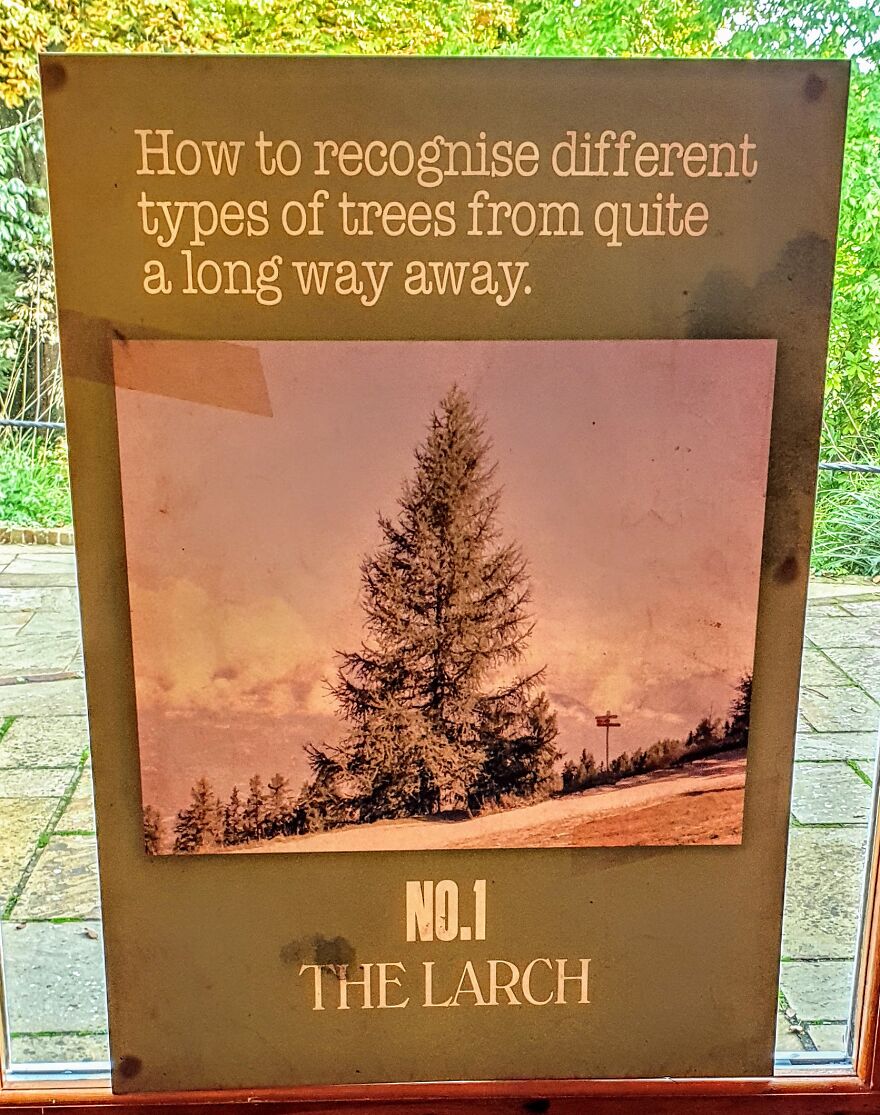 How to recognise different
types of trees from quite
a long way away.
NO.1
THE LARCH